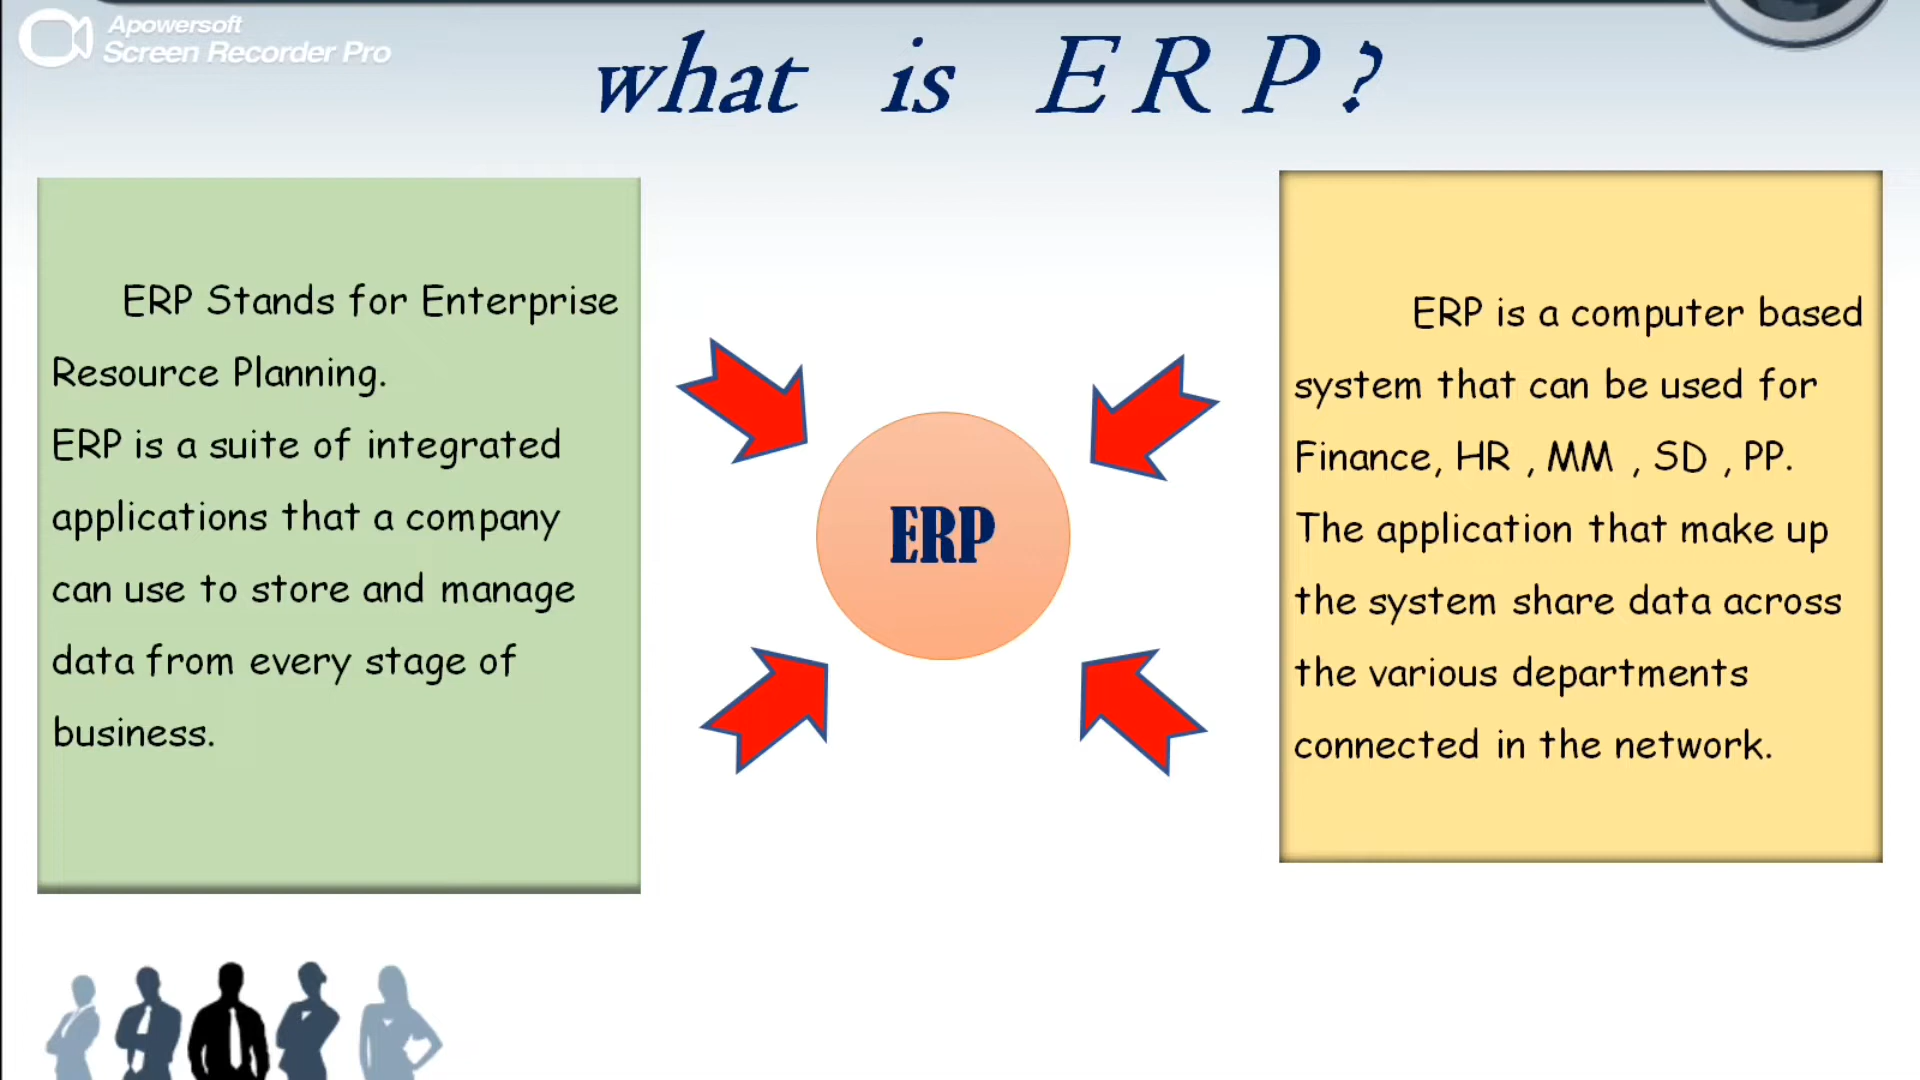 Apowersoft
Screen Recorder Pro
what is E R P ?
ERP Stands for Enterprise
Resource Planning.
ERP is a suite of integrated
applications that a company
can use to store and manage
data from every stage of
business.
ERP
ERP is a computer based
system that can be used for
Finance, HR , MM , SD , PP.
The application that make up
the system share data across
the various departments
connected in the network.